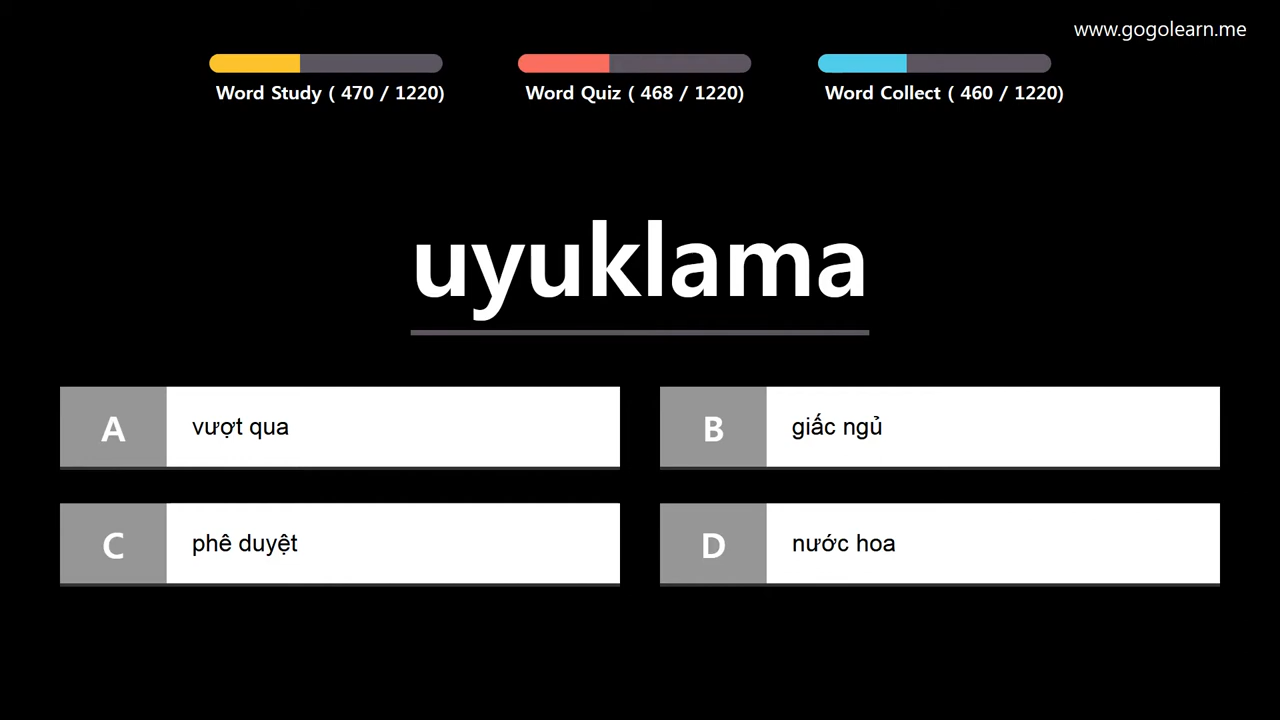 www.gogolearn.me
Word Study ( 470 / 1220)
Word Quiz ( 468 / 1220)
Word Collect ( 460 / 1220)
uyuklama
A vượt qua
B giấc ngủ
C phê duyệt
D nước hoa